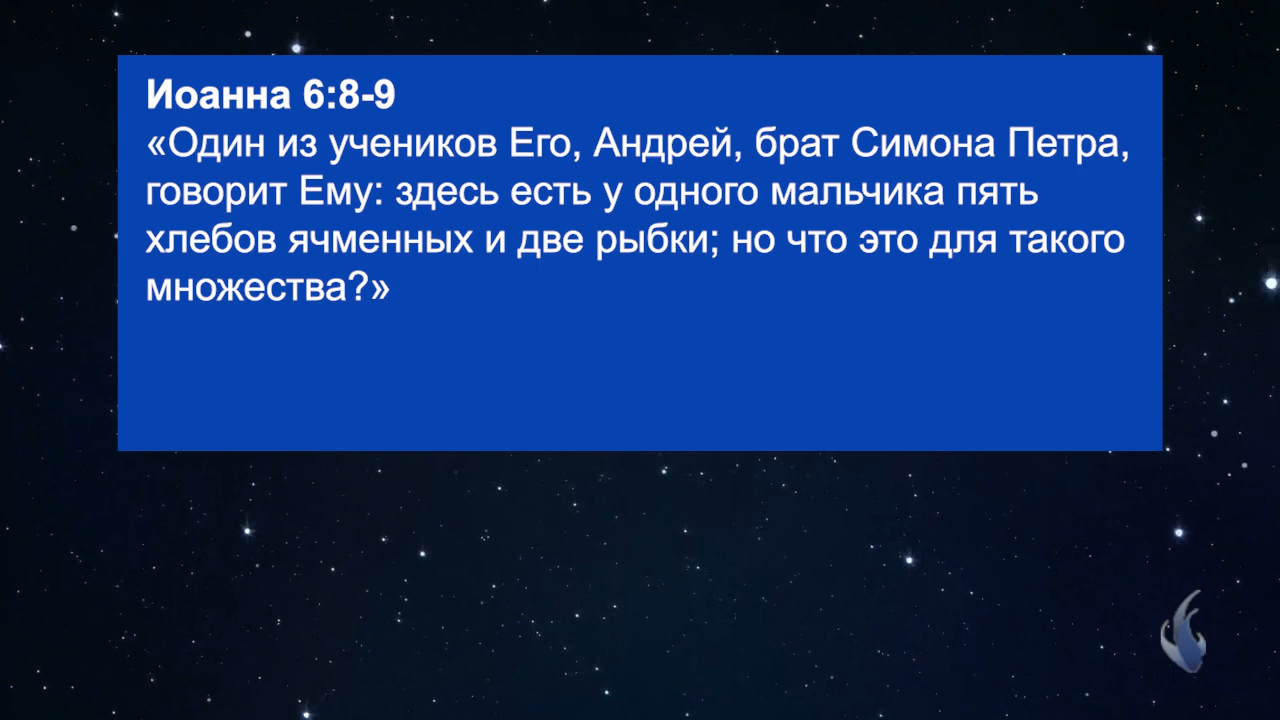 Иоанна 6:8-9
«Один из учеников Его, Андрей, брат Симона Петра,
говорит Ему: здесь есть у одного мальчика пять
хлебов ячменных и две рыбки; но что это для такого
множества?»